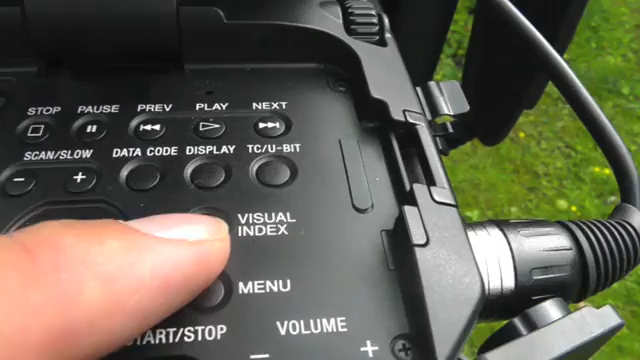 STOP PAUSE PREV PLAY NEXT
SCAN/SLOW DATA CODE DISPLAY TC/U-BIT
− +
VISUAL
INDEX
MENU
START/STOP VOLUME
− +